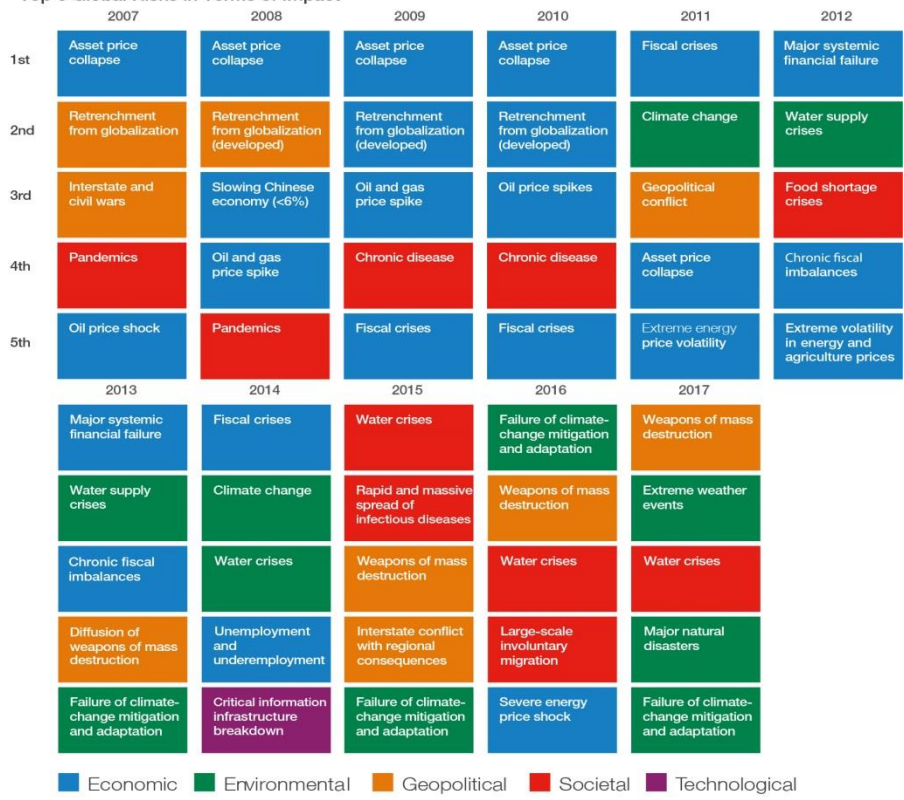 Top 5 Global Risks in Terms of Impact
2007 2008 2009 2010 2011 2012
1st
Asset price
collapse
Asset price
collapse
Asset price
collapse
Asset price
collapse
Fiscal crises
Major systemic
financial failure
2nd
Retrenchment
from globalization
Retrenchment
from globalization
(developed)
Retrenchment
from globalization
(developed)
Retrenchment
from globalization
(developed)
Climate change
Water supply
crises
3rd
Interstate and
civil wars
Slowing Chinese
economy (<6%)
Oil and gas
price spike
Oil price spikes
Geopolitical
conflict
Food shortage
crises
4th
Pandemics
Oil and gas
price spike
Chronic disease
Chronic disease
Asset price
collapse
Chronic fiscal
imbalances
5th
Oil price shock
Pandemics
Fiscal crises
Fiscal crises
Extreme energy
price volatility
Extreme volatility
in energy and
agriculture prices
2013 2014 2015 2016 2017
Major systemic
financial failure
Fiscal crises
Water crises
Failure of climate-
change mitigation
and adaptation
Weapons of mass
destruction
Water supply
crises
Climate change
Rapid and massive
spread of
infectious diseases
Weapons of mass
destruction
Extreme weather
events
Chronic fiscal
imbalances
Water crises
Weapons of mass
destruction
Water crises
Water crises
Diffusion of
weapons of mass
destruction
Unemployment
and
underemployment
Interstate conflict
with regional
consequences
Large-scale
involuntary
migration
Major natural
disasters
Failure of climate-
change mitigation
and adaptation
Critical information
infrastructure
breakdown
Failure of climate-
change mitigation
and adaptation
Severe energy
price shock
Failure of climate-
change mitigation
and adaptation
Economic Environmental Geopolitical Societal Technological